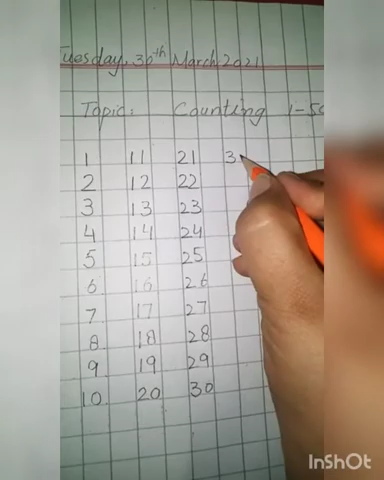 Tuesday, 30th March 2021
Topic: Counting 1-50
1 11 21 3
2 12 22
3 13 23
4 14 24
5 15 25
6 16 26
7 17 27
8 18 28
9 19 29
10 20 30
InShOt